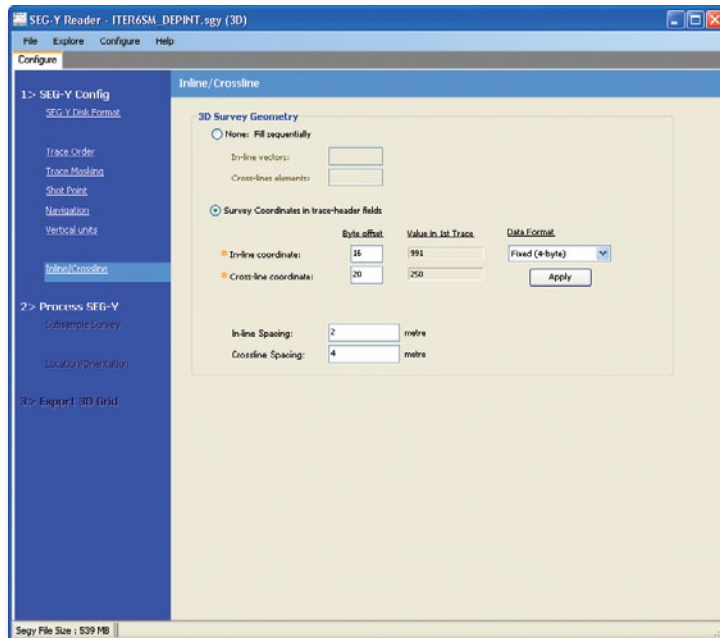 SEG-Y Reader - ITER6SM_DEPINT.sgy (3D)
File Explore Configure Help
Configure
1> SEG-Y Config
SEG-Y Disk Format
Trace Order
Trace Masking
Shot Point
Navigation
Vertical units
Inline/Crossline
2> Process SEG-Y
Subsample Survey
Location/Orientation
3> Export 3D Grid
Inline/Crossline
3D Survey Geometry
None: Fill sequentially
In-line vectors:
Cross-lines elements:
Survey Coordinates in trace-header fields
Byte offset Value in 1st Trace Data Format
In-line coordinate: 16 991 Fixed (4-byte)
Cross-line coordinate: 20 250 Apply
In-line Spacing: 2 metre
Crossline Spacing: 4 metre
Segy File Size : 539 MB